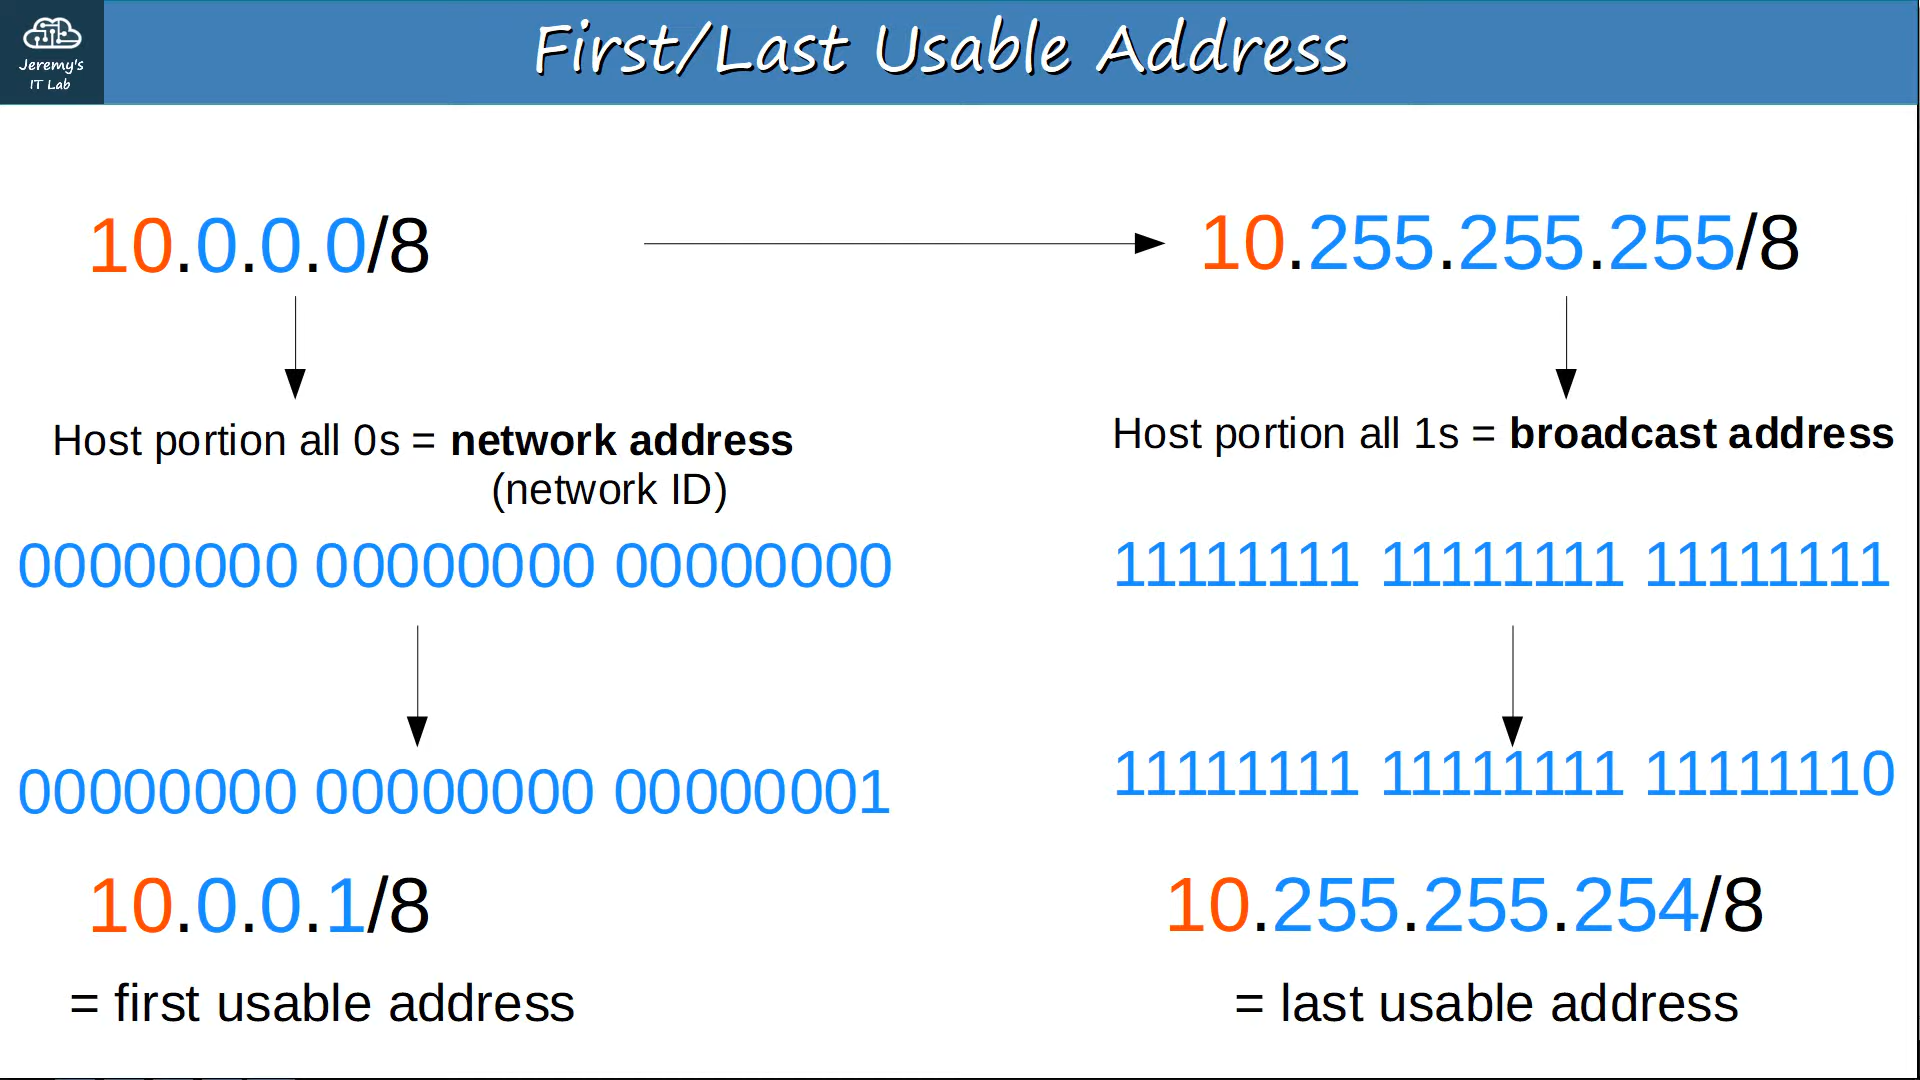 Jeremy's
IT Lab
First/Last Usable Address
10.0.0.0/8
10.255.255.255/8
Host portion all 0s = network address
(network ID)
Host portion all 1s = broadcast address
00000000 00000000 00000000
11111111 11111111 11111111
00000000 00000000 00000001
11111111 11111111 11111110
10.0.0.1/8
10.255.255.254/8
= first usable address
= last usable address